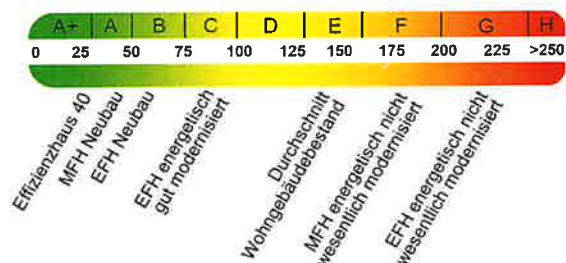 A+ A B C D E F G H
0 25 50 75 100 125 150 175 200 225 >250
Effizienzhaus 40
MFH Neubau
EFH Neubau
EFH energetisch
gut modernisiert
Durchschnitt
Wohngebäudebestand
MFH energetisch nicht
wesentlich modernisiert
EFH energetisch nicht
wesentlich modernisiert